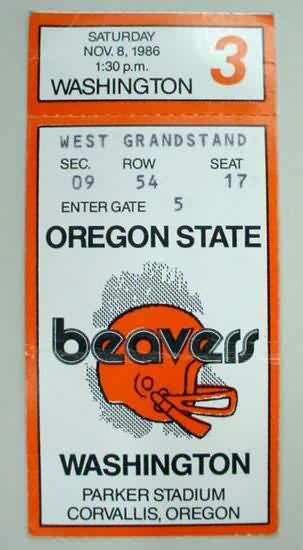 SATURDAY
NOV. 8, 1986
1:30 p.m.
WASHINGTON
3
WEST GRANDSTAND
SEC. ROW SEAT
09 54 17
ENTER GATE 5
OREGON STATE
beavers
WASHINGTON
PARKER STADIUM
CORVALLIS, OREGON